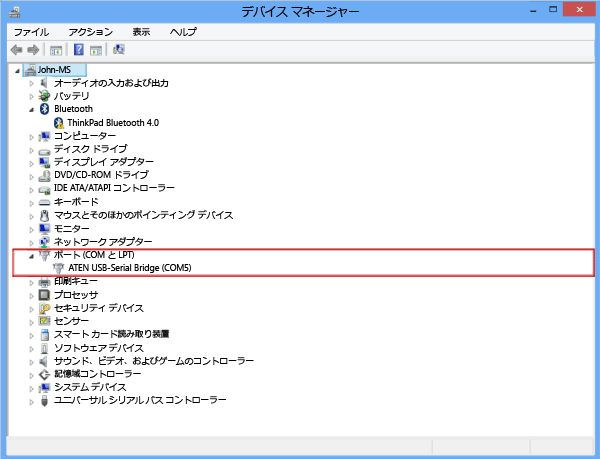 デバイス マネージャー
ファイル アクション 表示 ヘルプ
John-MS
オーディオの入力および出力
バッテリ
Bluetooth
ThinkPad Bluetooth 4.0
コンピューター
ディスク ドライブ
ディスプレイ アダプター
DVD/CD-ROM ドライブ
IDE ATA/ATAPI コントローラー
キーボード
マウスとそのほかのポインティング デバイス
モニター
ネットワーク アダプター
ポート (COM と LPT)
ATEN USB-Serial Bridge (COM5)
印刷キュー
プロセッサ
セキュリティ デバイス
センサー
スマート カード読み取り装置
ソフトウェア デバイス
サウンド、ビデオ、およびゲームのコントローラー
記憶域コントローラー
システム デバイス
ユニバーサル シリアル バス コントローラー